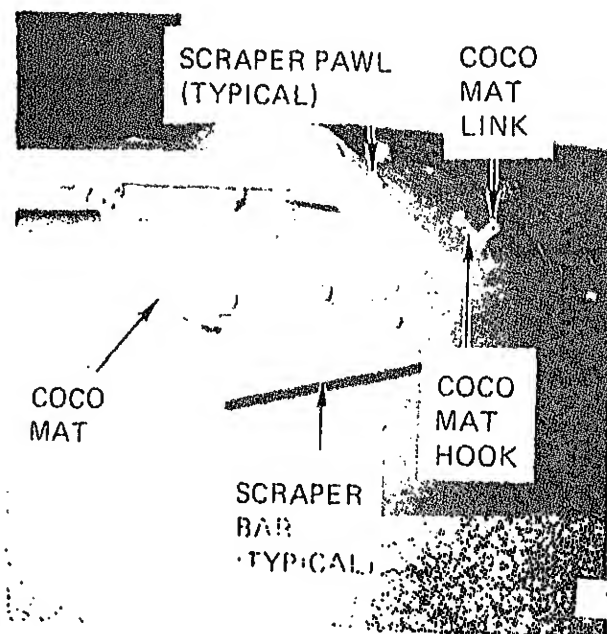 SCRAPER PAWL
(TYPICAL)
COCO
MAT
LINK
COCO
MAT
COCO
MAT
HOOK
SCRAPER
BAR
(TYPICAL)